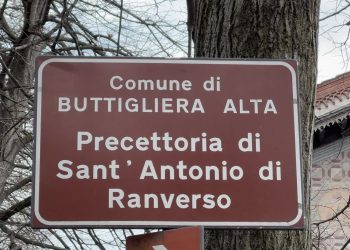 Comune di
BUTTIGLIERA ALTA
Precettoria di
Sant' Antonio di
Ranverso